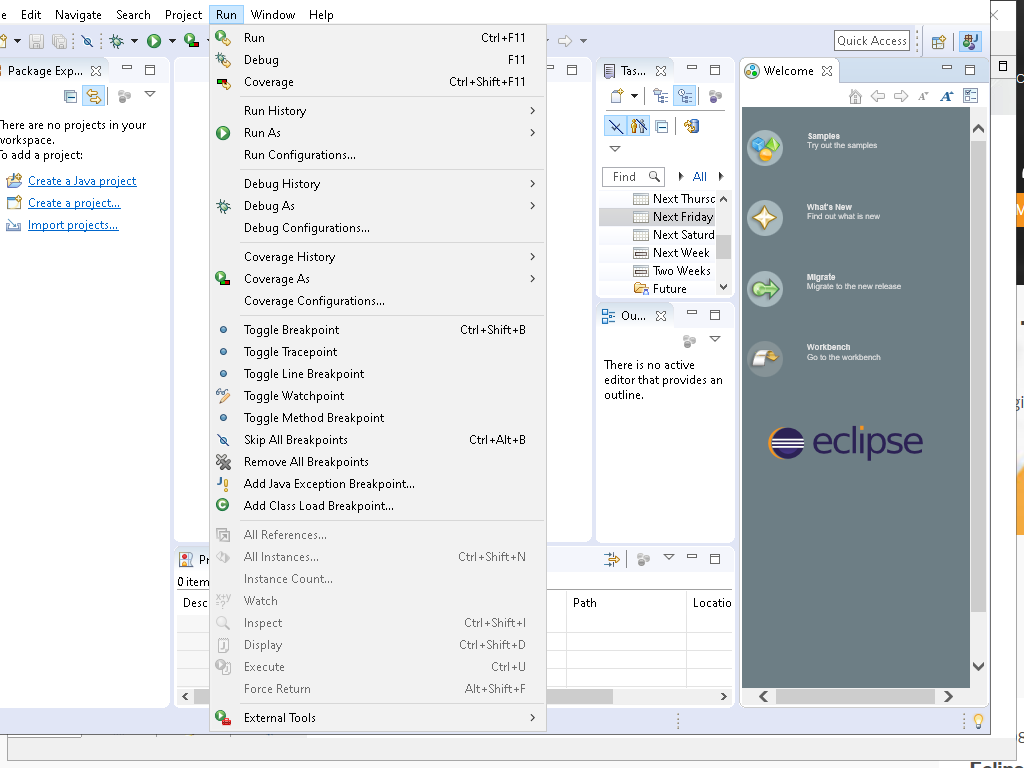 e Edit Navigate Search Project Run Window Help
Quick Access
Package Exp...
There are no projects in your
workspace.
To add a project:
Create a Java project
Create a project...
Import projects...
Run Ctrl+F11
Debug F11
Coverage Ctrl+Shift+F11
Run History
Run As
Run Configurations...
Debug History
Debug As
Debug Configurations...
Coverage History
Coverage As
Coverage Configurations...
Toggle Breakpoint Ctrl+Shift+B
Toggle Tracepoint
Toggle Line Breakpoint
Toggle Watchpoint
Toggle Method Breakpoint
Skip All Breakpoints Ctrl+Alt+B
Remove All Breakpoints
Add Java Exception Breakpoint...
Add Class Load Breakpoint...
All References...
All Instances... Ctrl+Shift+N
Instance Count...
Watch
Inspect Ctrl+Shift+I
Display Ctrl+Shift+D
Execute Ctrl+U
Force Return Alt+Shift+F
External Tools
Pr
0 item
Desc
Path
Locatio
Tas...
Find
All
Next Thursc
Next Friday
Next Saturd
Next Week
Two Weeks
Future
Ou...
There is no active
editor that provides an
outline.
Welcome
Samples
Try out the samples
What's New
Find out what is new
Migrate
Migrate to the new release
Workbench
Go to the workbench
eclipse